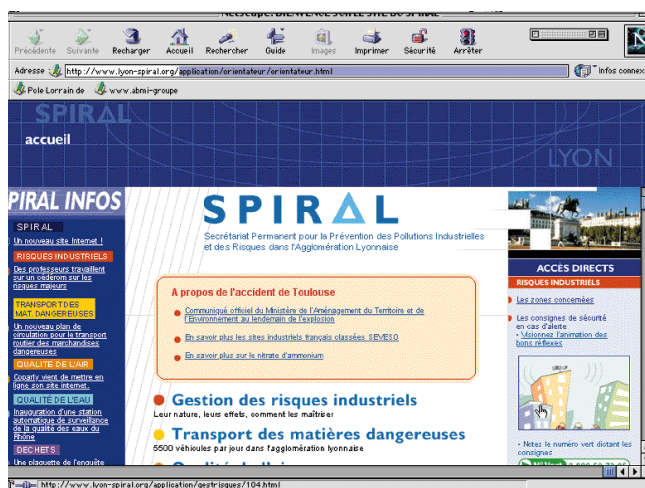 Netscape: BIENVENUE SUR LE SITE DU SPIRAL
Précédente Suivante Recharger Accueil Rechercher Guide Images Imprimer Sécurité Arrêter
Adresse http://www.lyon-spiral.org/application/orientateur/orientateur.html Infos connex
Pole Lorrain de www.abmi-groupe
SPIRAL
accueil
LYON
PIRAL INFOS
SPIRAL
Un nouveau site Internet !
RISQUES INDUSTRIELS
Des professeurs travaillent
sur un cédérom sur les
risques majeurs
TRANSPORT DES
MAT. DANGEREUSES
Un nouveau plan de
circulation pour le transport
routier des marchandises
dangereuses
QUALITE DE L'AIR
Coparly vient de mettre en
ligne son site internet.
QUALITÉ DE L'EAU
Inauguration d'une station
automatique de surveillance
de la qualité des eaux du
Rhône
DECHETS
Une plaquette de l'enquête
SPIRAL
Secrétariat Permanent pour la Prévention des Pollutions Industrielles
et des Risques dans l'Agglomération Lyonnaise
A propos de l'accident de Toulouse
Communiqué officiel du Ministère de l'Aménagement du Territoire et de
l'Environnement au lendemain de l'explosion
En savoir plus les sites industriels français classées SEVESO
En savoir plus sur le nitrate d'ammonium
Gestion des risques industriels
Leur nature, leurs effets, comment les maîtriser
Transport des matières dangereuses
5500 véhicules par jour dans l'agglomération lyonnaise
ACCÈS DIRECTS
RISQUES INDUSTRIELS
Les zones concernées
Les consignes de sécurité
en cas d'alerte
- Visionnez l'animation des
bons réflexes
- Notez le numéro vert distant les
consignes
http://www.lyon-spiral.org/application/gestrisques/104.html